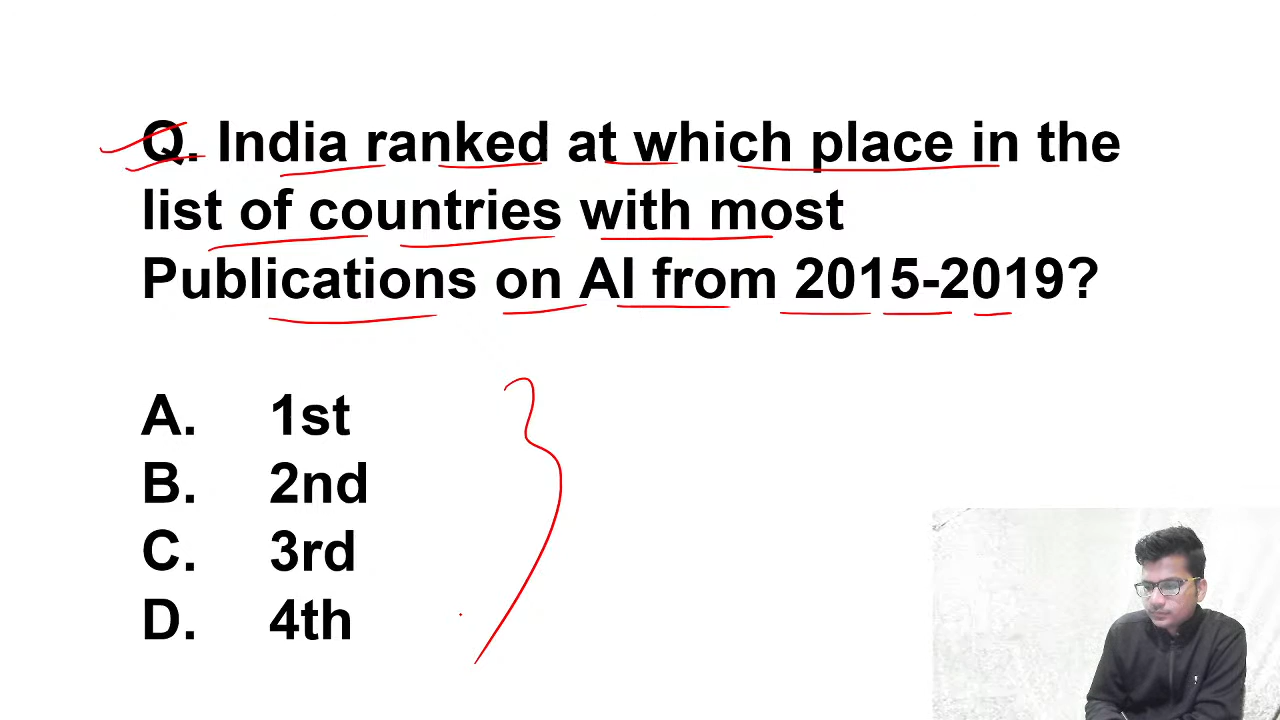 Q. India ranked at which place in the
list of countries with most
Publications on AI from 2015-2019?
A. 1st
B. 2nd
C. 3rd
D. 4th